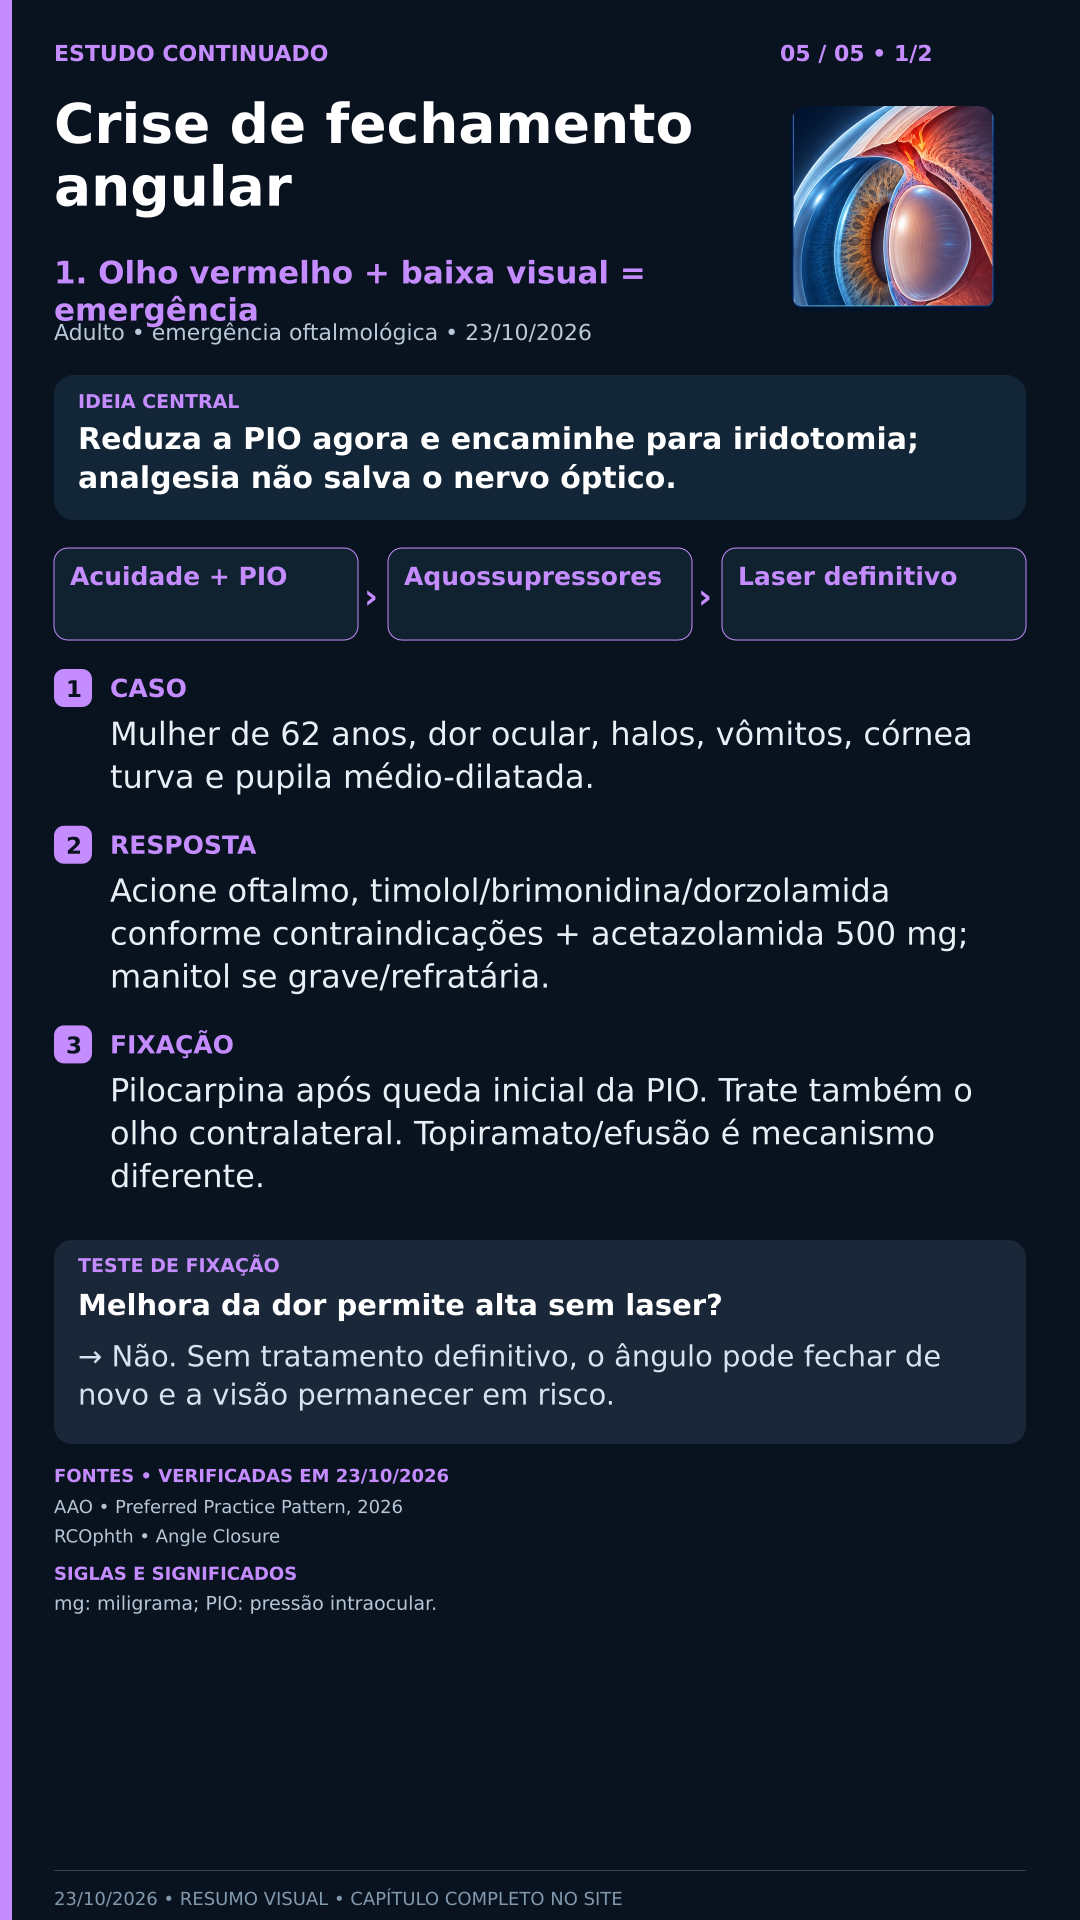 ESTUDO CONTINUADO
05 / 05 • 1/2
Crise de fechamento
angular
1. Olho vermelho + baixa visual =
emergência
Adulto • emergência oftalmológica • 23/10/2026
IDEIA CENTRAL
Reduza a PIO agora e encaminhe para iridotomia;
analgesia não salva o nervo óptico.
Acuidade + PIO
›
Aquossupressores
›
Laser definitivo
1 CASO
Mulher de 62 anos, dor ocular, halos, vômitos, córnea
turva e pupila médio-dilatada.
2 RESPOSTA
Acione oftalmo, timolol/brimonidina/dorzolamida
conforme contraindicações + acetazolamida 500 mg;
manitol se grave/refratária.
3 FIXAÇÃO
Pilocarpina após queda inicial da PIO. Trate também o
olho contralateral. Topiramato/efusão é mecanismo
diferente.
TESTE DE FIXAÇÃO
Melhora da dor permite alta sem laser?
→ Não. Sem tratamento definitivo, o ângulo pode fechar de
novo e a visão permanecer em risco.
FONTES • VERIFICADAS EM 23/10/2026
AAO • Preferred Practice Pattern, 2026
RCOphth • Angle Closure
SIGLAS E SIGNIFICADOS
mg: miligrama; PIO: pressão intraocular.
23/10/2026 • RESUMO VISUAL • CAPÍTULO COMPLETO NO SITE